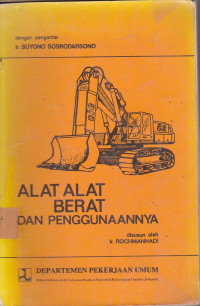 dengan pengantar
Ir. SUYONO SOSRODARSONO
ALAT ALAT
BERAT
DAN PENGGUNAANNYA
disusun oleh
Ir. ROCHMANHADI
DEPARTEMEN PEKERJAAN UMUM